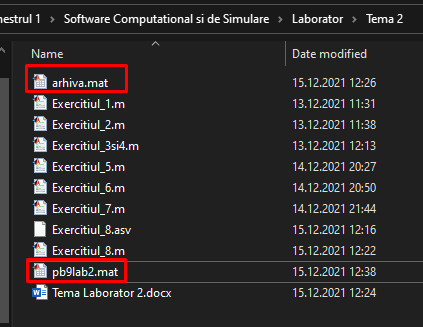 nestrul 1 > Software Computational si de Simulare > Laborator > Tema 2
Name Date modified
arhiva.mat 15.12.2021 12:26
Exercitiul_1.m 13.12.2021 11:31
Exercitiul_2.m 13.12.2021 11:38
Exercitiul_3si4.m 13.12.2021 12:13
Exercitiul_5.m 14.12.2021 20:27
Exercitiul_6.m 14.12.2021 20:50
Exercitiul_7.m 14.12.2021 21:44
Exercitiul_8.asv 15.12.2021 12:16
Exercitiul_8.m 15.12.2021 12:22
pb9lab2.mat 15.12.2021 12:38
Tema Laborator 2.docx 15.12.2021 12:24